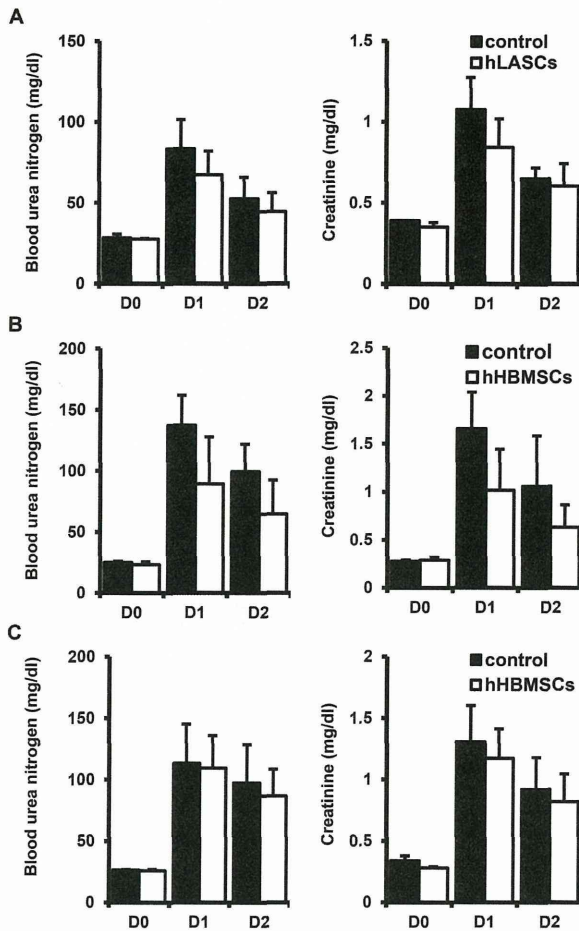 A
Blood urea nitrogen (mg/dl)
150
100
50
0
D0 D1 D2
Creatinine (mg/dl)
1.5
1
0.5
0
D0 D1 D2
control
hLASCs
B
Blood urea nitrogen (mg/dl)
200
150
100
50
0
D0 D1 D2
Creatinine (mg/dl)
2.5
2
1.5
1
0.5
0
D0 D1 D2
control
hHBMSCs
C
Blood urea nitrogen (mg/dl)
200
150
100
50
0
D0 D1 D2
Creatinine (mg/dl)
2
1.5
1
0.5
0
D0 D1 D2
control
hHBMSCs